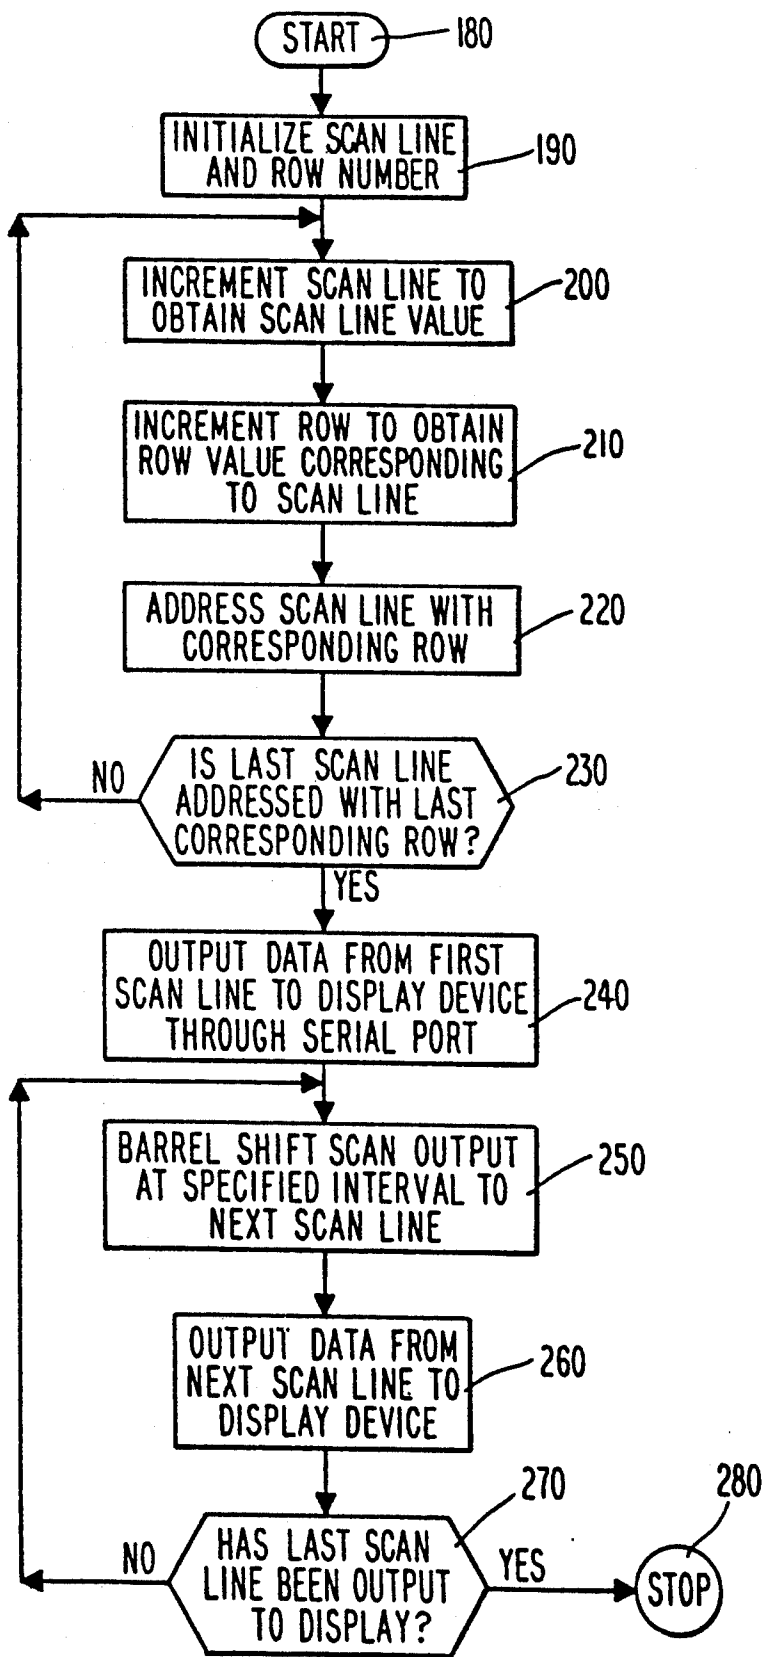 START
180
INITIALIZE SCAN LINE
AND ROW NUMBER
190
INCREMENT SCAN LINE TO
OBTAIN SCAN LINE VALUE
200
INCREMENT ROW TO OBTAIN
ROW VALUE CORRESPONDING
TO SCAN LINE
210
ADDRESS SCAN LINE WITH
CORRESPONDING ROW
220
IS LAST SCAN LINE
ADDRESSED WITH LAST
CORRESPONDING ROW?
230
NO
YES
OUTPUT DATA FROM FIRST
SCAN LINE TO DISPLAY DEVICE
THROUGH SERIAL PORT
240
BARREL SHIFT SCAN OUTPUT
AT SPECIFIED INTERVAL TO
NEXT SCAN LINE
250
OUTPUT DATA FROM
NEXT SCAN LINE TO
DISPLAY DEVICE
260
HAS LAST SCAN
LINE BEEN OUTPUT
TO DISPLAY?
270
NO
YES
STOP
280